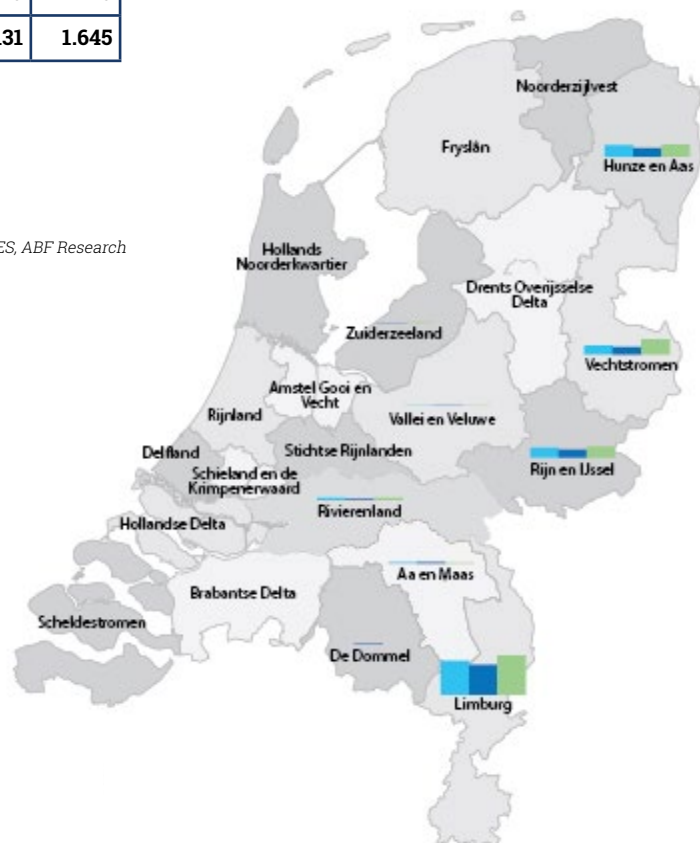 131 1.645
Noorderzijlvest
Fryslân
Hunze en Aas
ES, ABF Research
Hollands
Noorderkwartier
Drents Overijsselse
Delta
Zuiderzeeland
Vechtstromen
Amstel Gooi en
Vecht
Rijnland
Vallei en Veluwe
Delfland
Stichtse Rijnlanden
Schieland en de
Krimpenerwaard
Rijn en IJssel
Rivierenland
Hollandse Delta
Aa en Maas
Brabantse Delta
Scheldestromen
De Dommel
Limburg